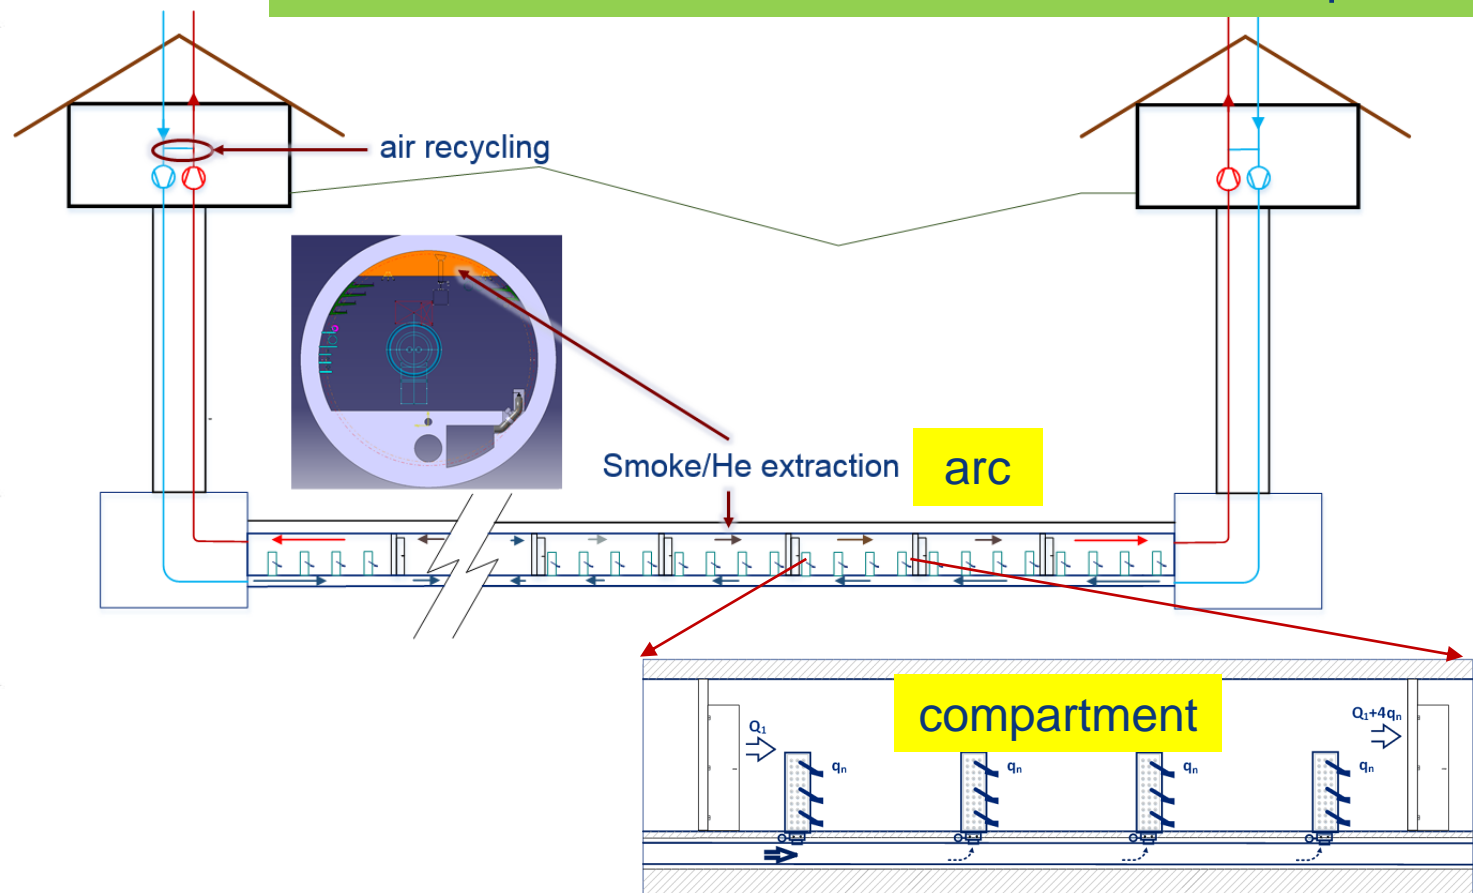 air recycling
Smoke/He extraction
arc
compartment
Q₁
Q₁+4qₙ
qₙ
qₙ
qₙ
qₙ